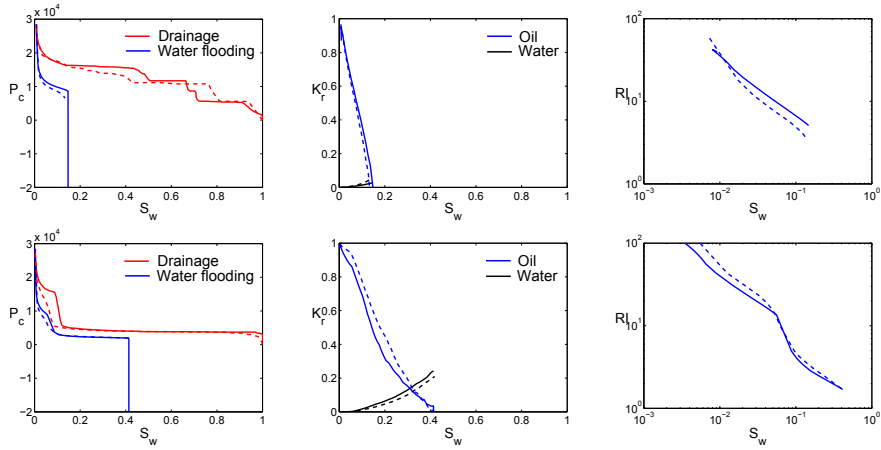 3 x 10^4
2
P_c 1
0
−1
−2
0 0.2 0.4 0.6 0.8 1
S_w
Drainage
Water flooding
1
0.8
0.6
K_r
0.4
0.2
0
0 0.2 0.4 0.6 0.8 1
S_w
Oil
Water
10^2
RI 10^1
10^0
10^−3 10^−2 10^−1 10^0
S_w
3 x 10^4
2
P_c 1
0
−1
−2
0 0.2 0.4 0.6 0.8 1
S_w
Drainage
Water flooding
1
0.8
0.6
K_r
0.4
0.2
0
0 0.2 0.4 0.6 0.8 1
S_w
Oil
Water
10^2
RI 10^1
10^0
10^−3 10^−2 10^−1 10^0
S_w